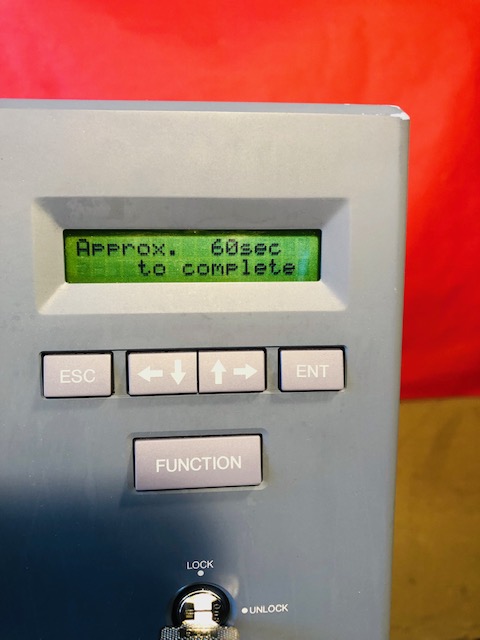 Approx. 60sec
to complete
ESC
ENT
FUNCTION
LOCK
UNLOCK